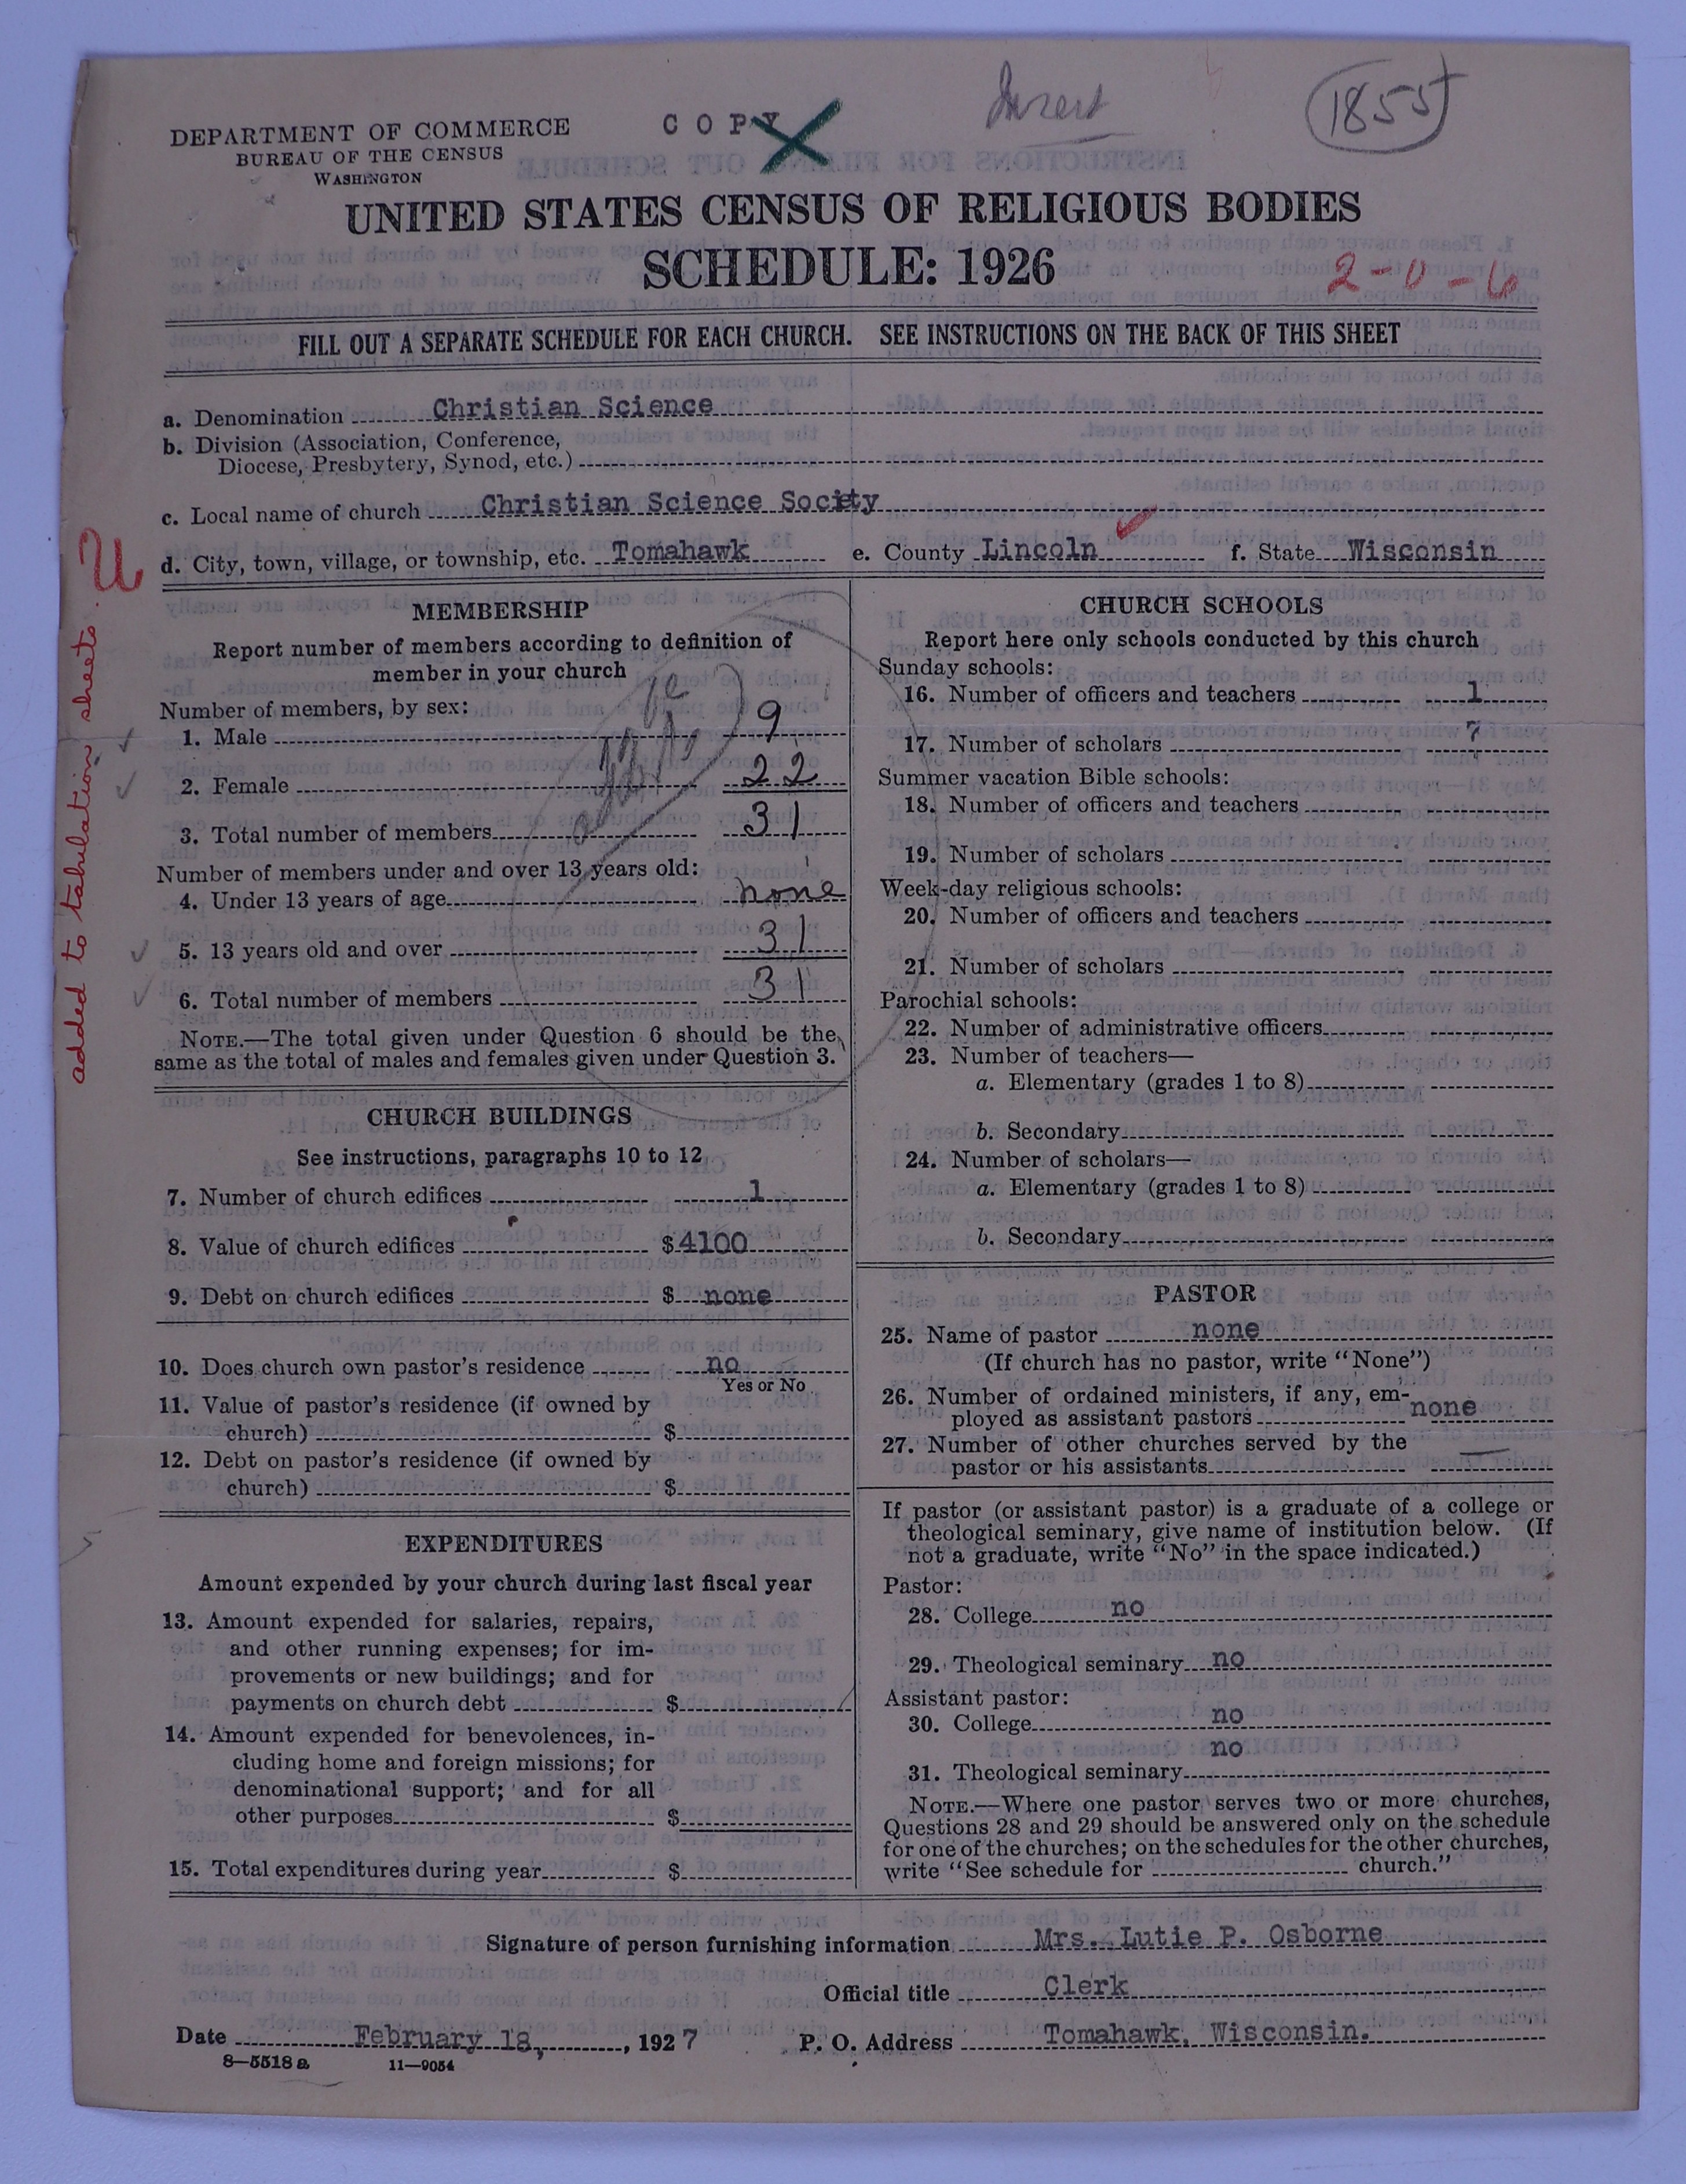 Insert
1855
DEPARTMENT OF COMMERCE
COPY
BUREAU OF THE CENSUS
WASHINGTON
UNITED STATES CENSUS OF RELIGIOUS BODIES
SCHEDULE: 1926
2-0-6
FILL OUT A SEPARATE SCHEDULE FOR EACH CHURCH. SEE INSTRUCTIONS ON THE BACK OF THIS SHEET
a. Denomination Christian Science
b. Division (Association, Conference,
Diocese, Presbytery, Synod, etc.)
c. Local name of church Christian Science Society
d. City, town, village, or township, etc. Tomahawk e. County Lincoln f. State Wisconsin
U
added to tabulation sheets.
MEMBERSHIP
Report number of members according to definition of
member in your church
Number of members, by sex:
1. Male 9
2. Female 22
3. Total number of members 31
Number of members under and over 13 years old:
4. Under 13 years of age none
5. 13 years old and over 31
6. Total number of members 31
NOTE.—The total given under Question 6 should be the
same as the total of males and females given under Question 3.
CHURCH BUILDINGS
See instructions, paragraphs 10 to 12
7. Number of church edifices 1
8. Value of church edifices $4100
9. Debt on church edifices $ none
10. Does church own pastor's residence no
Yes or No
11. Value of pastor's residence (if owned by
church) $
12. Debt on pastor's residence (if owned by
church) $
EXPENDITURES
Amount expended by your church during last fiscal year
13. Amount expended for salaries, repairs,
and other running expenses; for im-
provements or new buildings; and for
payments on church debt $
14. Amount expended for benevolences, in-
cluding home and foreign missions; for
denominational support; and for all
other purposes $
15. Total expenditures during year $
CHURCH SCHOOLS
Report here only schools conducted by this church
Sunday schools:
16. Number of officers and teachers 1
17. Number of scholars 7
Summer vacation Bible schools:
18. Number of officers and teachers
19. Number of scholars
Week-day religious schools:
20. Number of officers and teachers
21. Number of scholars
Parochial schools:
22. Number of administrative officers
23. Number of teachers—
a. Elementary (grades 1 to 8)
b. Secondary
24. Number of scholars—
a. Elementary (grades 1 to 8)
b. Secondary
PASTOR
25. Name of pastor none
(If church has no pastor, write "None")
26. Number of ordained ministers, if any, em-
ployed as assistant pastors none
27. Number of other churches served by the
pastor or his assistants —
If pastor (or assistant pastor) is a graduate of a college or
theological seminary, give name of institution below. (If
not a graduate, write "No" in the space indicated.)
Pastor:
28. College no
29. Theological seminary no
Assistant pastor:
30. College no
no
31. Theological seminary
NOTE.—Where one pastor serves two or more churches,
Questions 28 and 29 should be answered only on the schedule
for one of the churches; on the schedules for the other churches,
write "See schedule for church."
Signature of person furnishing information Mrs. Lutie P. Osborne
Official title Clerk
Date February 18, , 1927 P. O. Address Tomahawk, Wisconsin.
8—5518a 11—9054